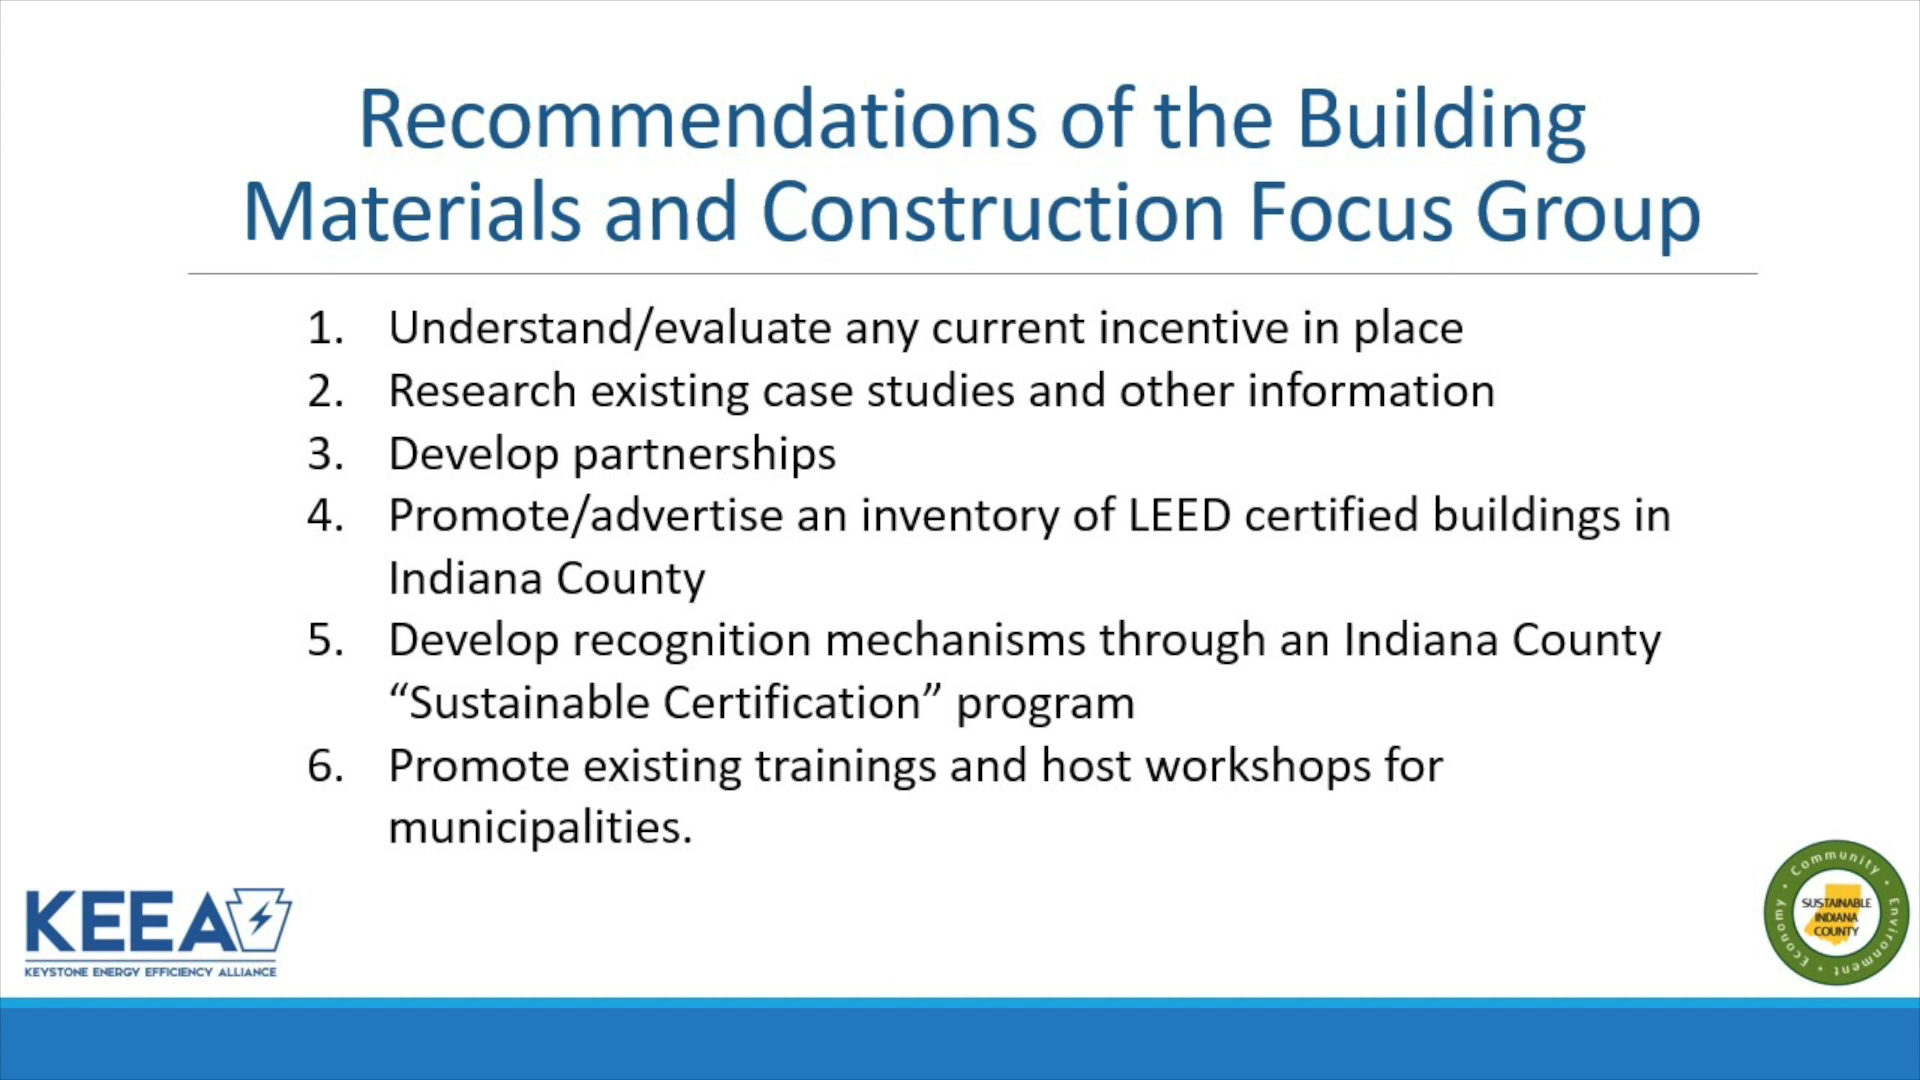 Recommendations of the Building
Materials and Construction Focus Group
1. Understand/evaluate any current incentive in place
2. Research existing case studies and other information
3. Develop partnerships
4. Promote/advertise an inventory of LEED certified buildings in
Indiana County
5. Develop recognition mechanisms through an Indiana County
“Sustainable Certification” program
6. Promote existing trainings and host workshops for
municipalities.
KEEA
KEYSTONE ENERGY EFFICIENCY ALLIANCE
Community • Environment • Economy •
SUSTAINABLE
INDIANA
COUNTY